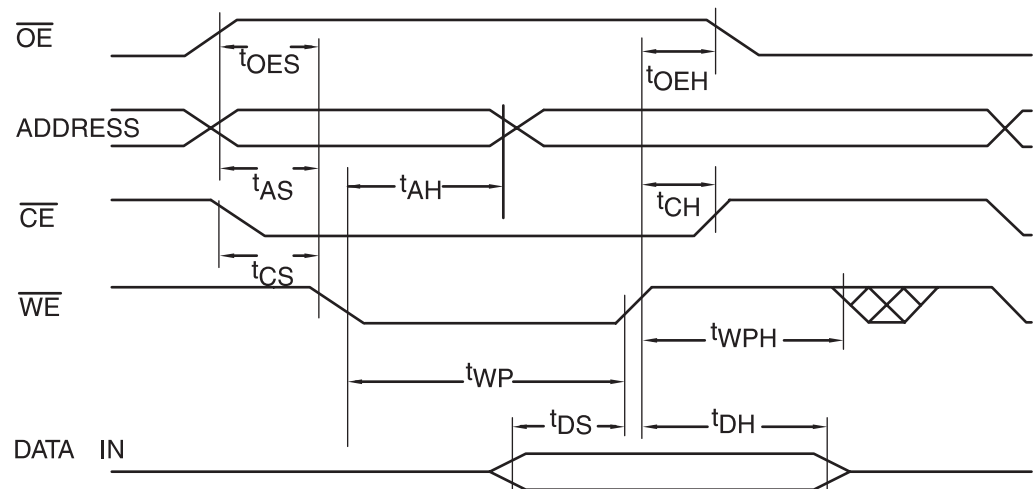 OE
tOES
tOEH
ADDRESS
tAS
tAH
tCH
CE
tCS
WE
tWPH
tWP
tDS
tDH
DATA IN